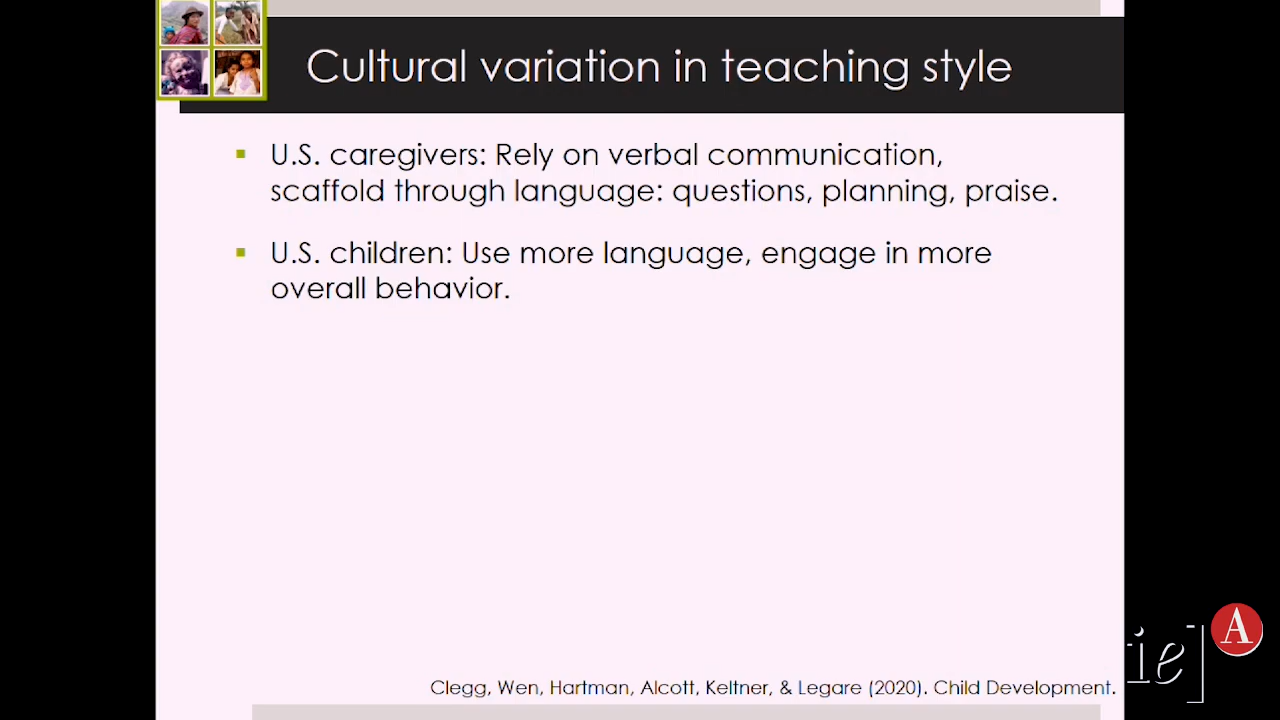 Cultural variation in teaching style
U.S. caregivers: Rely on verbal communication,
scaffold through language: questions, planning, praise.
U.S. children: Use more language, engage in more
overall behavior.
Clegg, Wen, Hartman, Alcott, Keltner, & Legare (2020). Child Development.
ie]
A